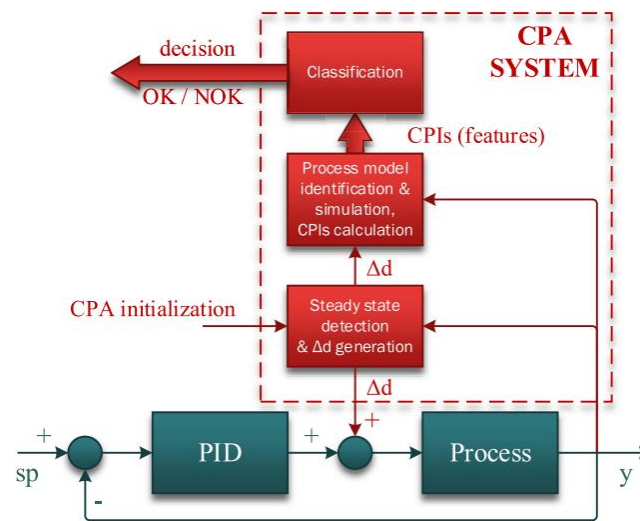 CPA
SYSTEM
decision
OK / NOK
Classification
CPIs (features)
Process model
identification &
simulation,
CPIs calculation
Δd
CPA initialization
Steady state
detection
& Δd generation
Δd
+
+
PID
+
Process
sp
-
y